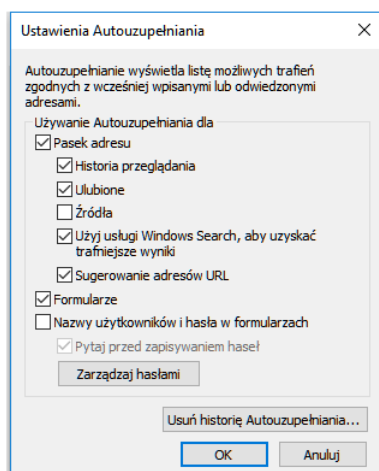 Ustawienia Autouzupełniania
Autouzupełnianie wyświetla listę możliwych trafień
zgodnych z wcześniej wpisanymi lub odwiedzonymi
adresami.
Używanie Autouzupełniania dla
Pasek adresu
Historia przeglądania
Ulubione
Źródła
Użyj usługi Windows Search, aby uzyskać
trafniejsze wyniki
Sugerowanie adresów URL
Formularze
Nazwy użytkowników i hasła w formularzach
Pytaj przed zapisywaniem haseł
Zarządzaj hasłami
Usuń historię Autouzupełniania...
OK
Anuluj